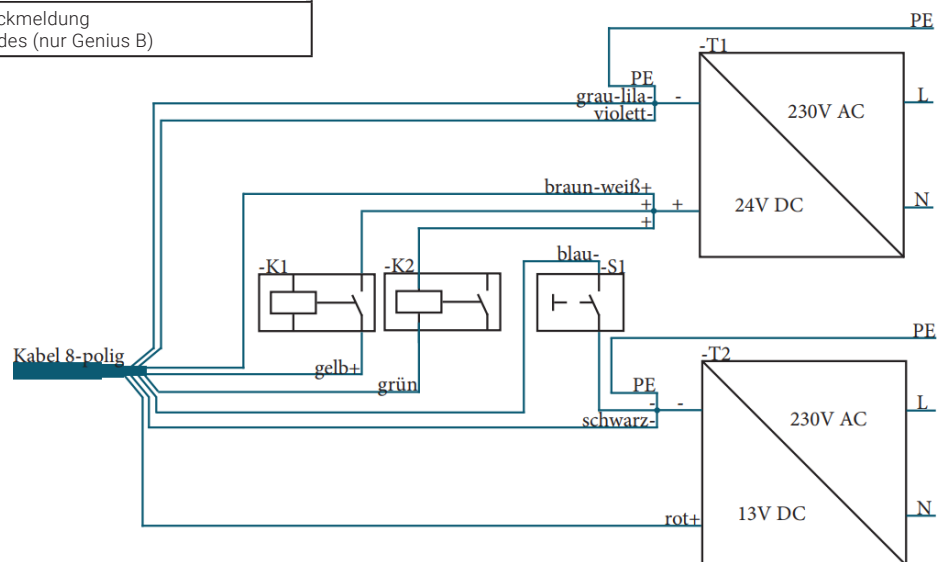 ckmeldung
des (nur Genius B)
PE
-T1
PE
grau-lila-
-
L
230V AC
violett-
braun-weiß+
+
+
24V DC
N
+
blau-
-K1
-K2
-S1
PE
Kabel 8-polig
-T2
gelb+
grün
PE
-
-
L
schwarz-
230V AC
rot+
13V DC
N